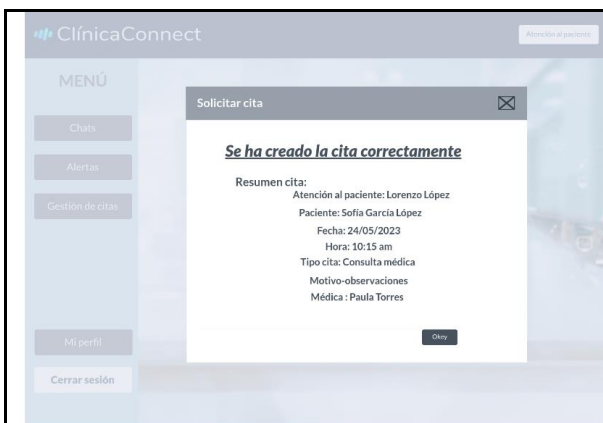 ClínicaConnect
Atención al paciente
MENÚ
Chats
Alertas
Gestion de citas
Mi perfil
Cerrar sesión
Solicitar cita
Se ha creado la cita correctamente
Resumen cita:
Atención al paciente: Lorenzo López
Paciente: Sofía García López
Fecha: 24/05/2023
Hora: 10:15 am
Tipo cita: Consulta médica
Motivo-observaciones
Médica : Paula Torres
Okey